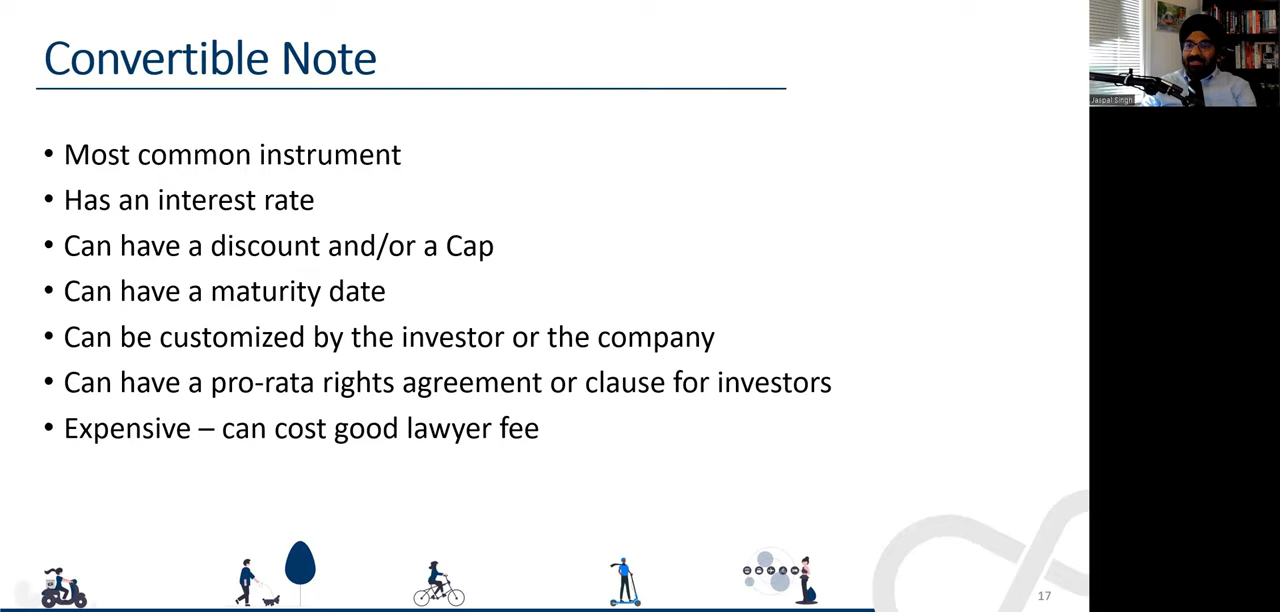 Convertible Note
• Most common instrument
• Has an interest rate
• Can have a discount and/or a Cap
• Can have a maturity date
• Can be customized by the investor or the company
• Can have a pro-rata rights agreement or clause for investors
• Expensive – can cost good lawyer fee
17
Jaspal Singh